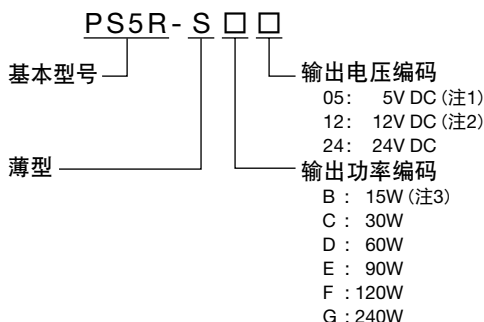 PS5R-S□□
基本型号
输出电压编码
05: 5V DC (注1)
12: 12V DC (注2)
24: 24V DC
薄型
输出功率编码
B : 15W (注3)
C : 30W
D : 60W
E : 90W
F : 120W
G : 240W